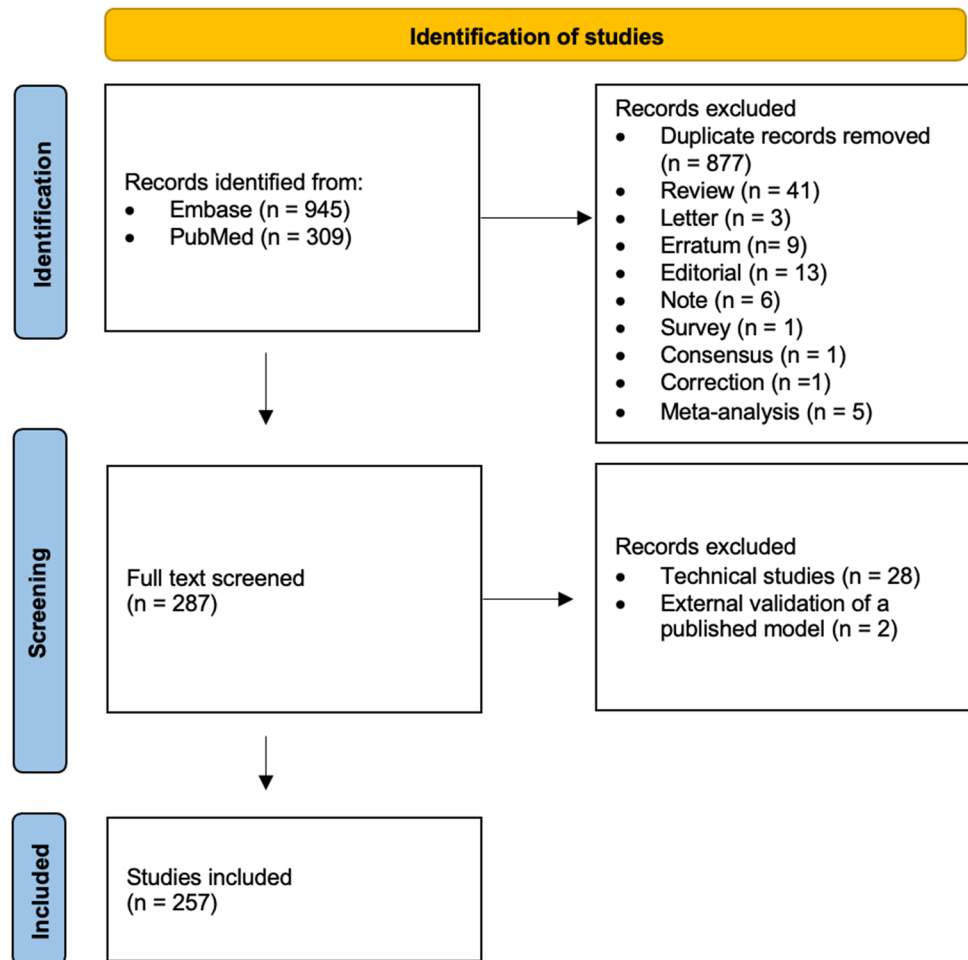 Identification of studies
Identification
Records identified from:
• Embase (n = 945)
• PubMed (n = 309)
Records excluded
• Duplicate records removed
(n = 877)
• Review (n = 41)
• Letter (n = 3)
• Erratum (n= 9)
• Editorial (n = 13)
• Note (n = 6)
• Survey (n = 1)
• Consensus (n = 1)
• Correction (n =1)
• Meta-analysis (n = 5)
Screening
Full text screened
(n = 287)
Records excluded
• Technical studies (n = 28)
• External validation of a
published model (n = 2)
Included
Studies included
(n = 257)